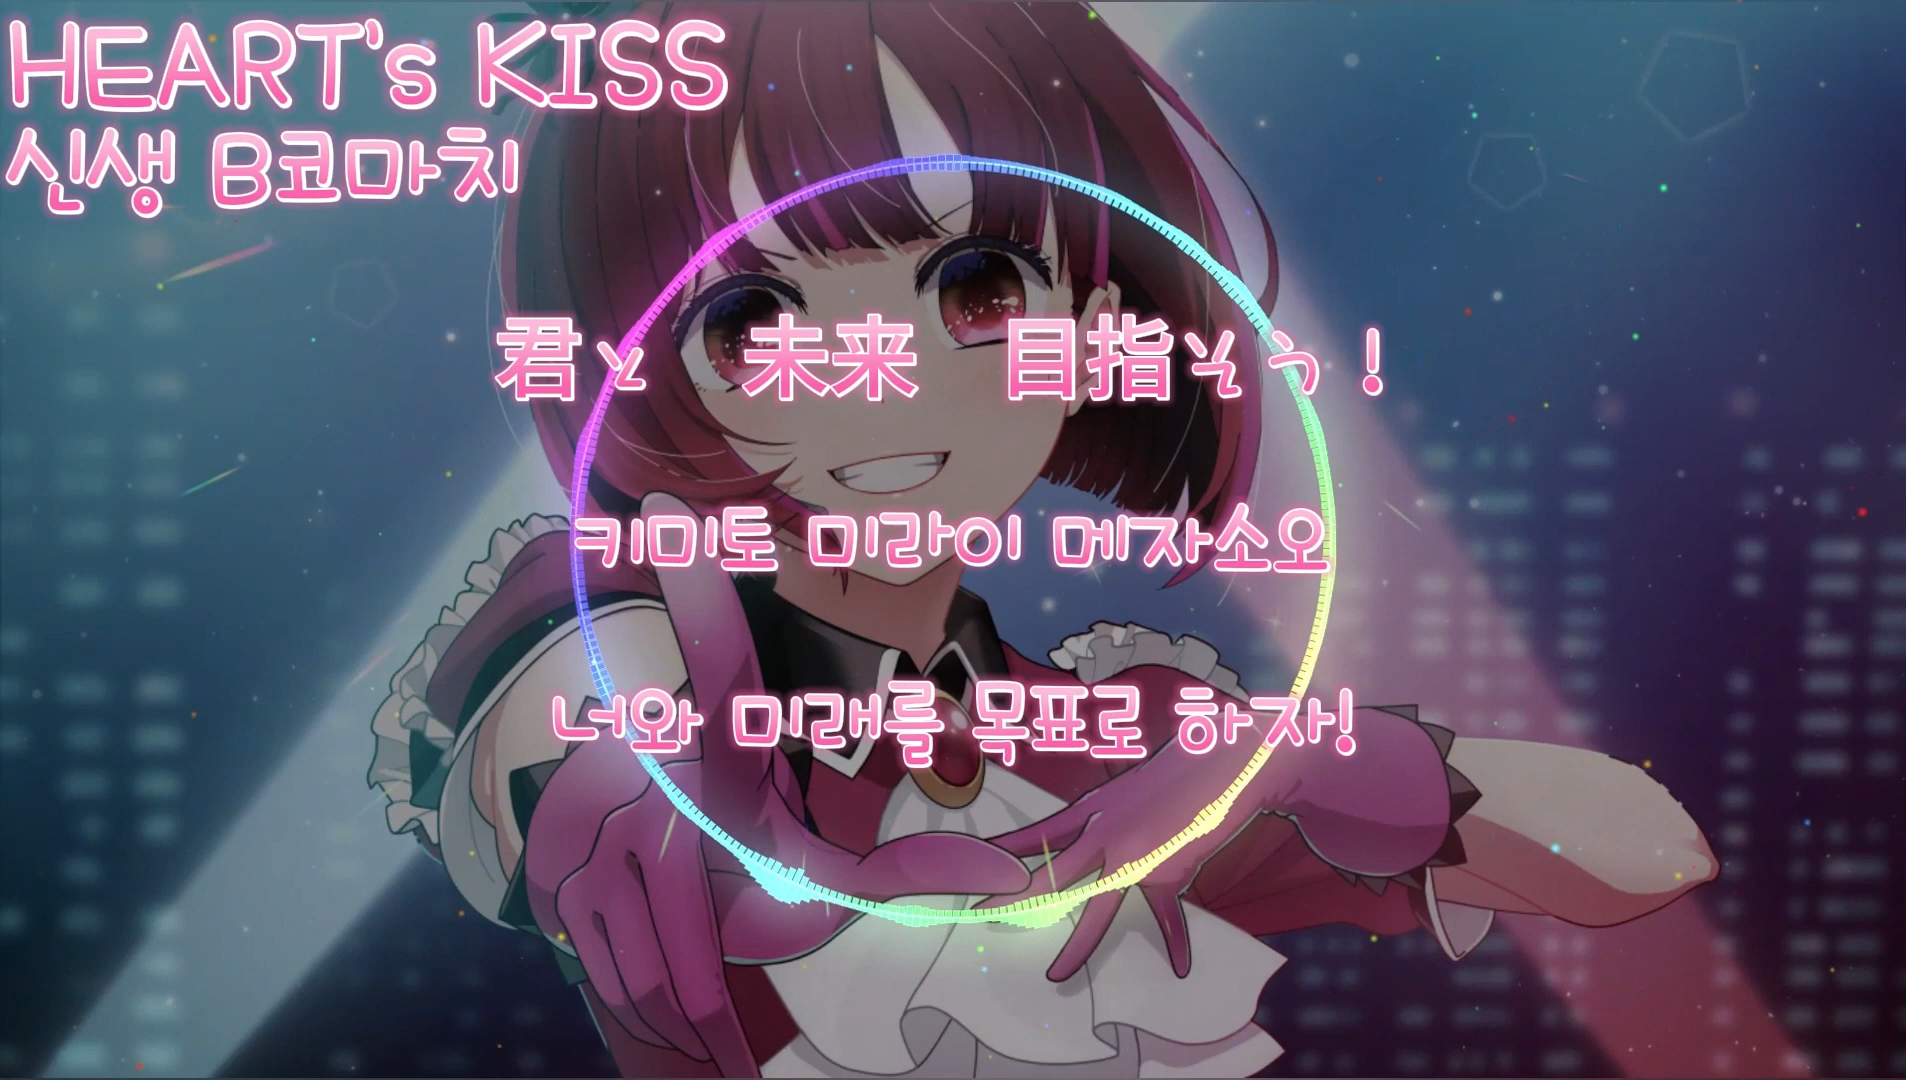 HEART's KISS
신생 B코마치
君と　未来　目指そう！
키미토 미라이 메자소오
너와 미래를 목표로 하자!